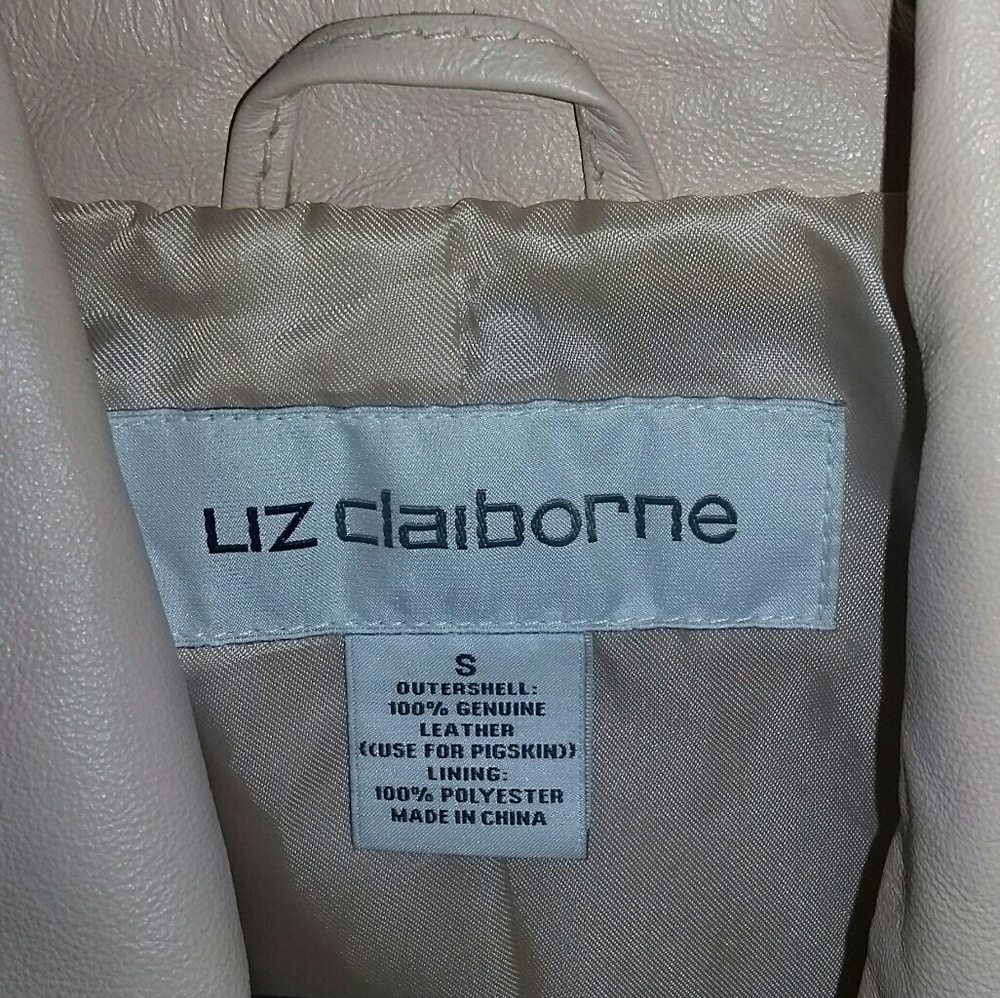 LIZ claiborne
S
OUTERSHELL:
100% GENUINE
LEATHER
((USE FOR PIGSKIN))
LINING:
100% POLYESTER
MADE IN CHINA